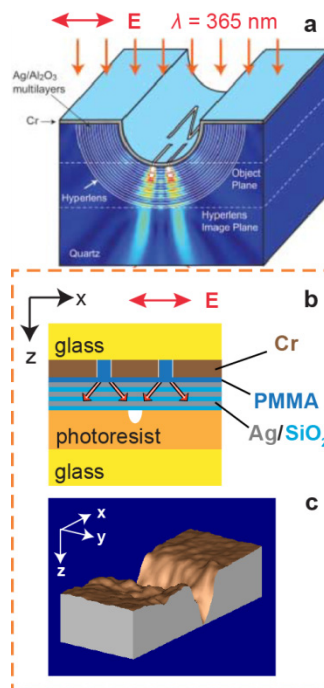 E λ = 365 nm a
Ag/Al₂O₃
multilayers
Cr
Object
Plane
Hyperlens
Hyperlens
Image Plane
Quartz
x E b
z
glass
Cr
PMMA
Ag/SiO₂
photoresist
glass
c
x
y
z